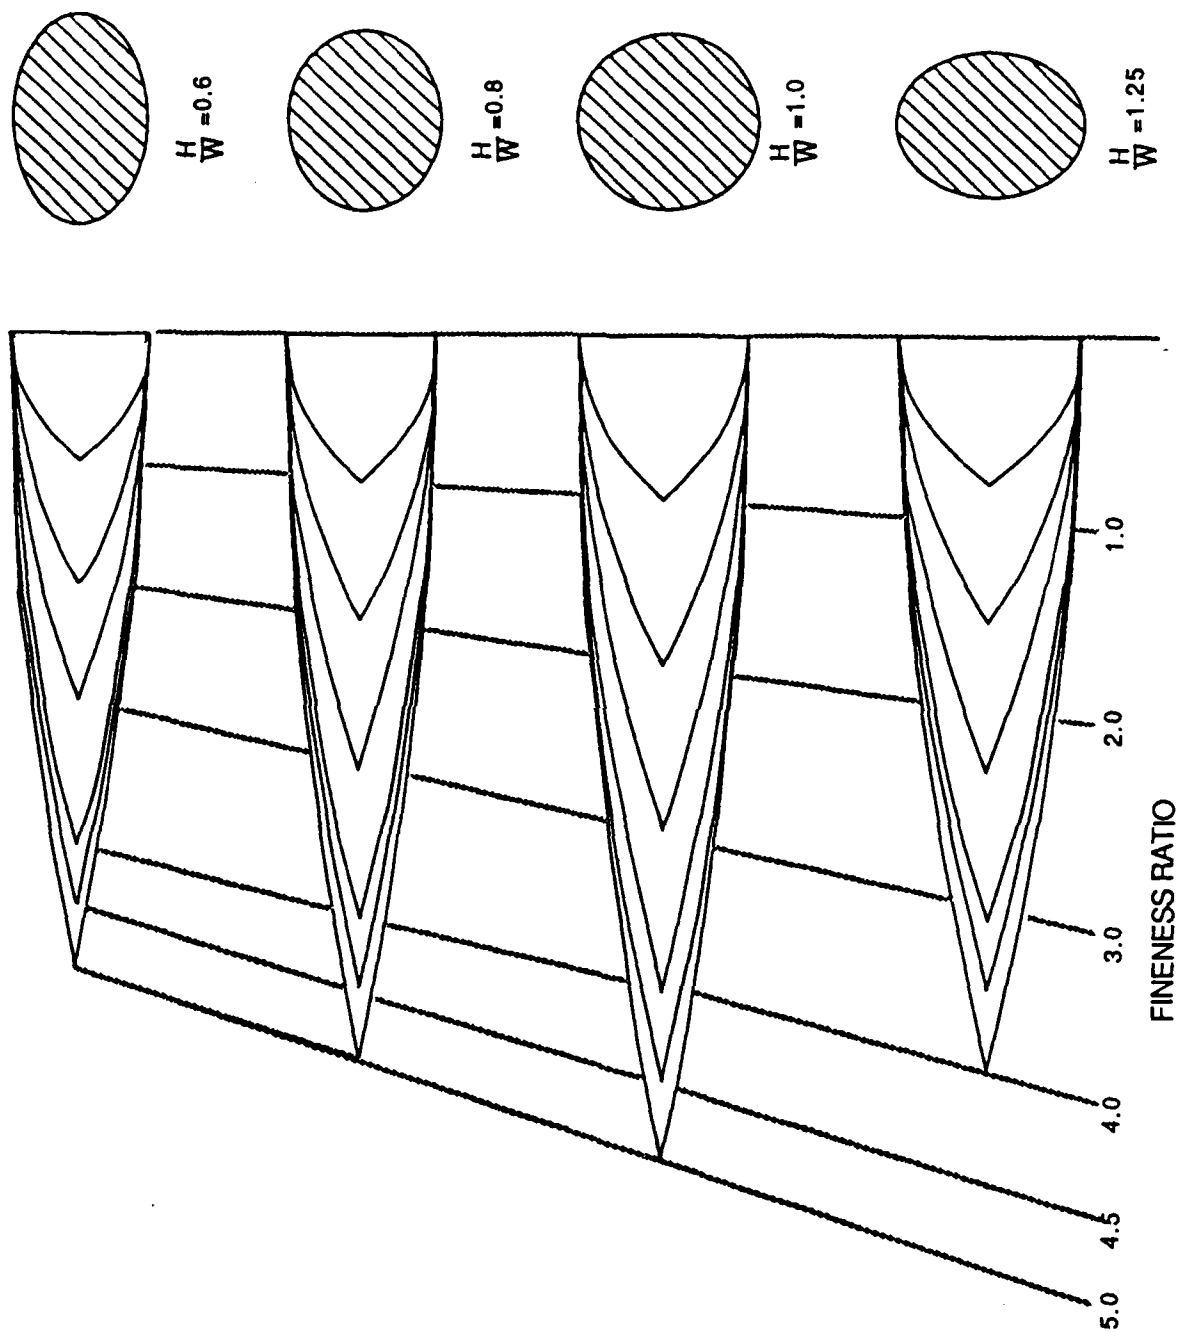 H
W =0.6
H
W =0.8
H
W =1.0
H
W =1.25
5.0
4.5
4.0
3.0
2.0
1.0
FINENESS RATIO